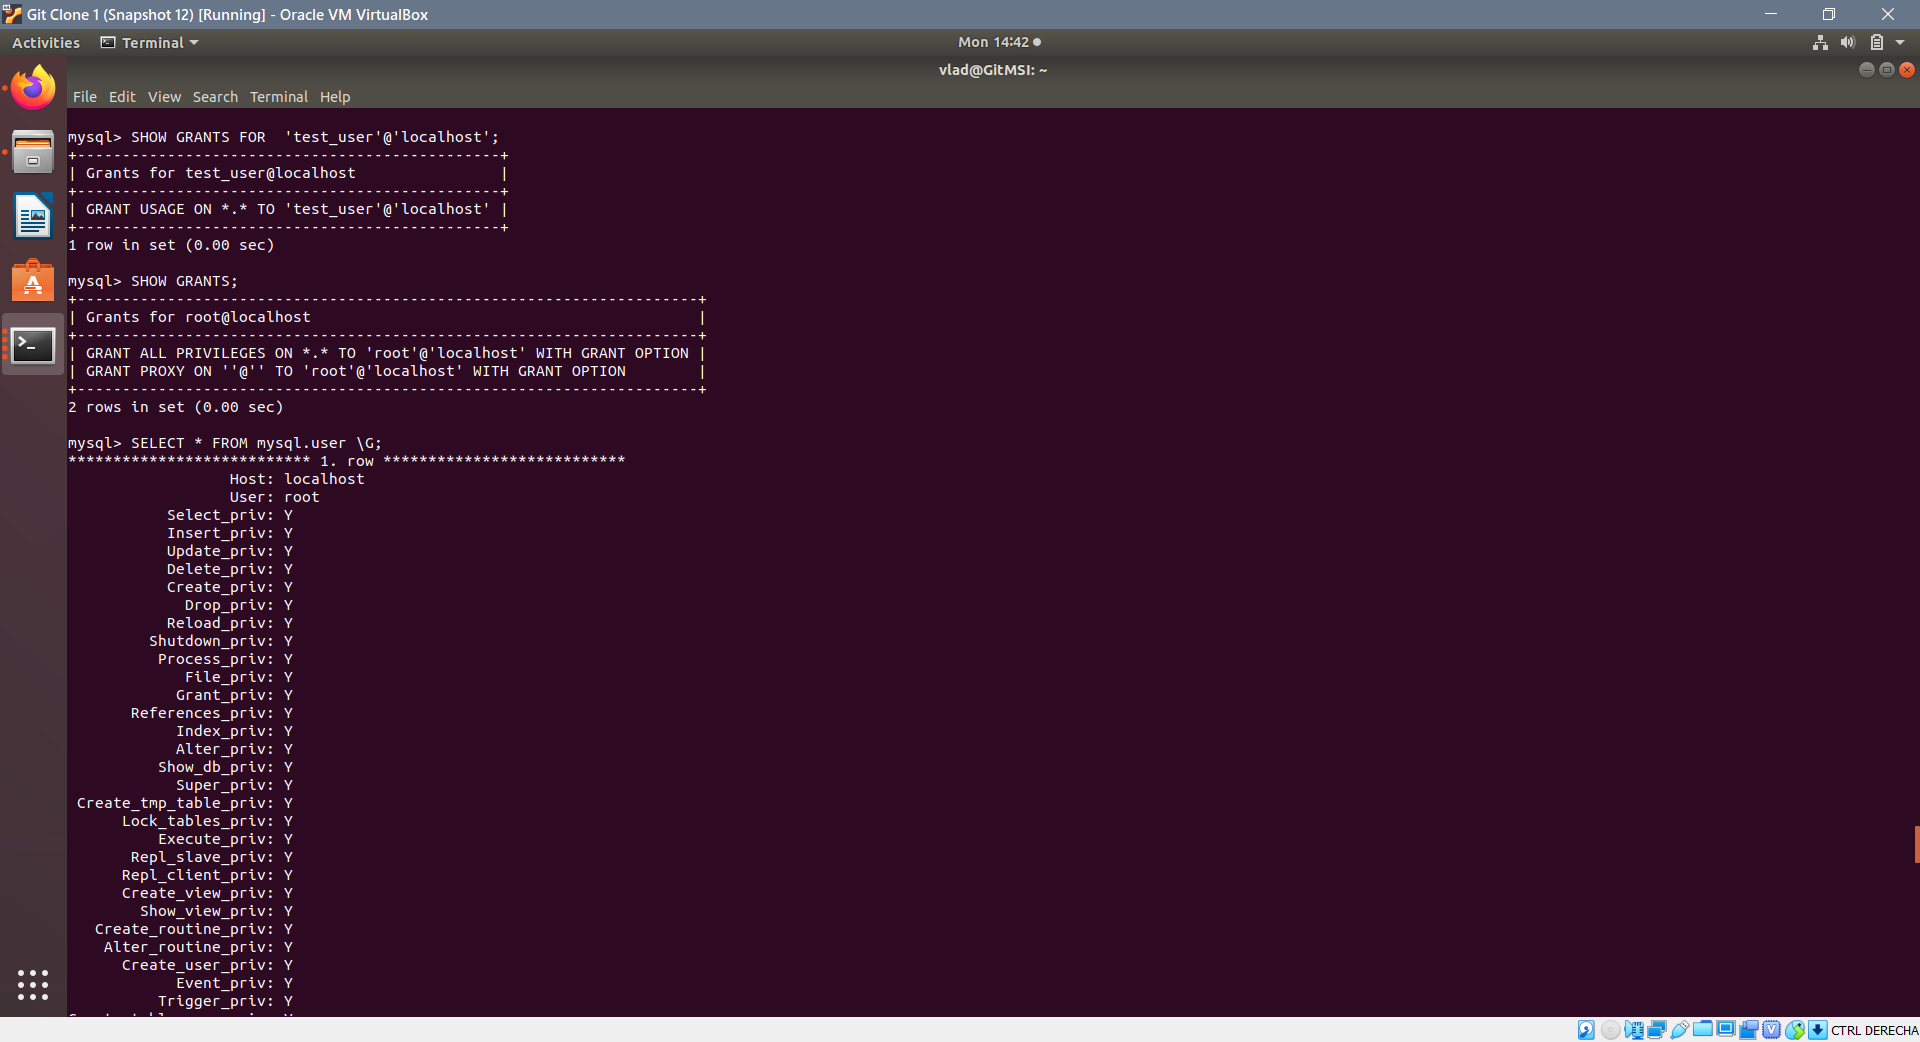 Git Clone 1 (Snapshot 12) [Running] - Oracle VM VirtualBox
Activities Terminal Mon 14:42
vlad@GitMSI: ~
File Edit View Search Terminal Help
mysql> SHOW GRANTS FOR  'test_user'@'localhost';
+-----------------------------------------------+
| Grants for test_user@localhost                |
+-----------------------------------------------+
| GRANT USAGE ON *.* TO 'test_user'@'localhost' |
+-----------------------------------------------+
1 row in set (0.00 sec)
mysql> SHOW GRANTS;
+---------------------------------------------------------------------+
| Grants for root@localhost                                           |
+---------------------------------------------------------------------+
| GRANT ALL PRIVILEGES ON *.* TO 'root'@'localhost' WITH GRANT OPTION |
| GRANT PROXY ON ''@'' TO 'root'@'localhost' WITH GRANT OPTION        |
+---------------------------------------------------------------------+
2 rows in set (0.00 sec)
mysql> SELECT * FROM mysql.user \G;
*************************** 1. row ***************************
Host: localhost
User: root
Select_priv: Y
Insert_priv: Y
Update_priv: Y
Delete_priv: Y
Create_priv: Y
Drop_priv: Y
Reload_priv: Y
Shutdown_priv: Y
Process_priv: Y
File_priv: Y
Grant_priv: Y
References_priv: Y
Index_priv: Y
Alter_priv: Y
Show_db_priv: Y
Super_priv: Y
Create_tmp_table_priv: Y
Lock_tables_priv: Y
Execute_priv: Y
Repl_slave_priv: Y
Repl_client_priv: Y
Create_view_priv: Y
Show_view_priv: Y
Create_routine_priv: Y
Alter_routine_priv: Y
Create_user_priv: Y
Event_priv: Y
Trigger_priv: Y
CTRL DERECHA